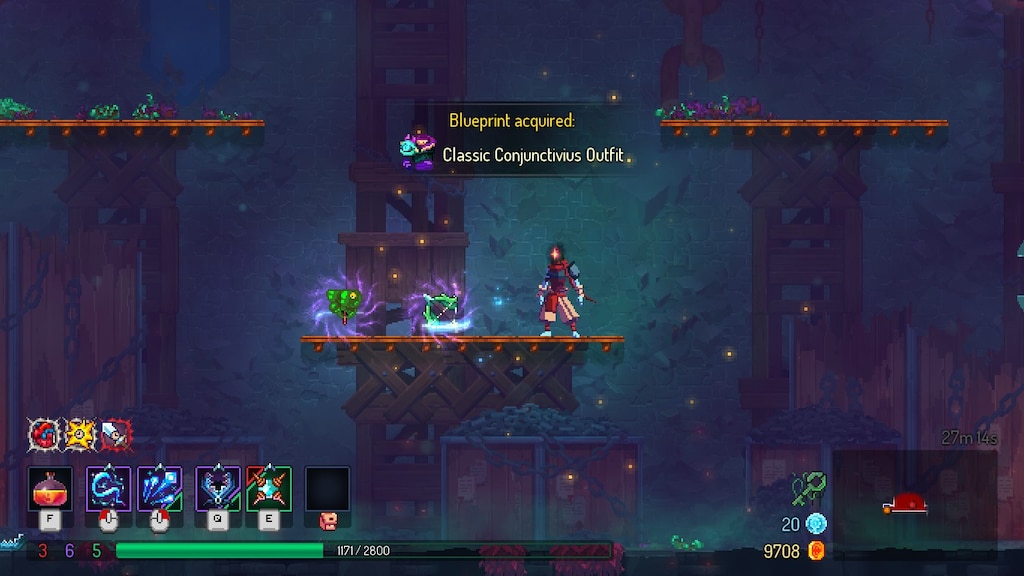 Blueprint acquired:
Classic Conjunctivius Outfit
27m 14s
F
Q
E
20
3 6 5
1171 / 2800
9708